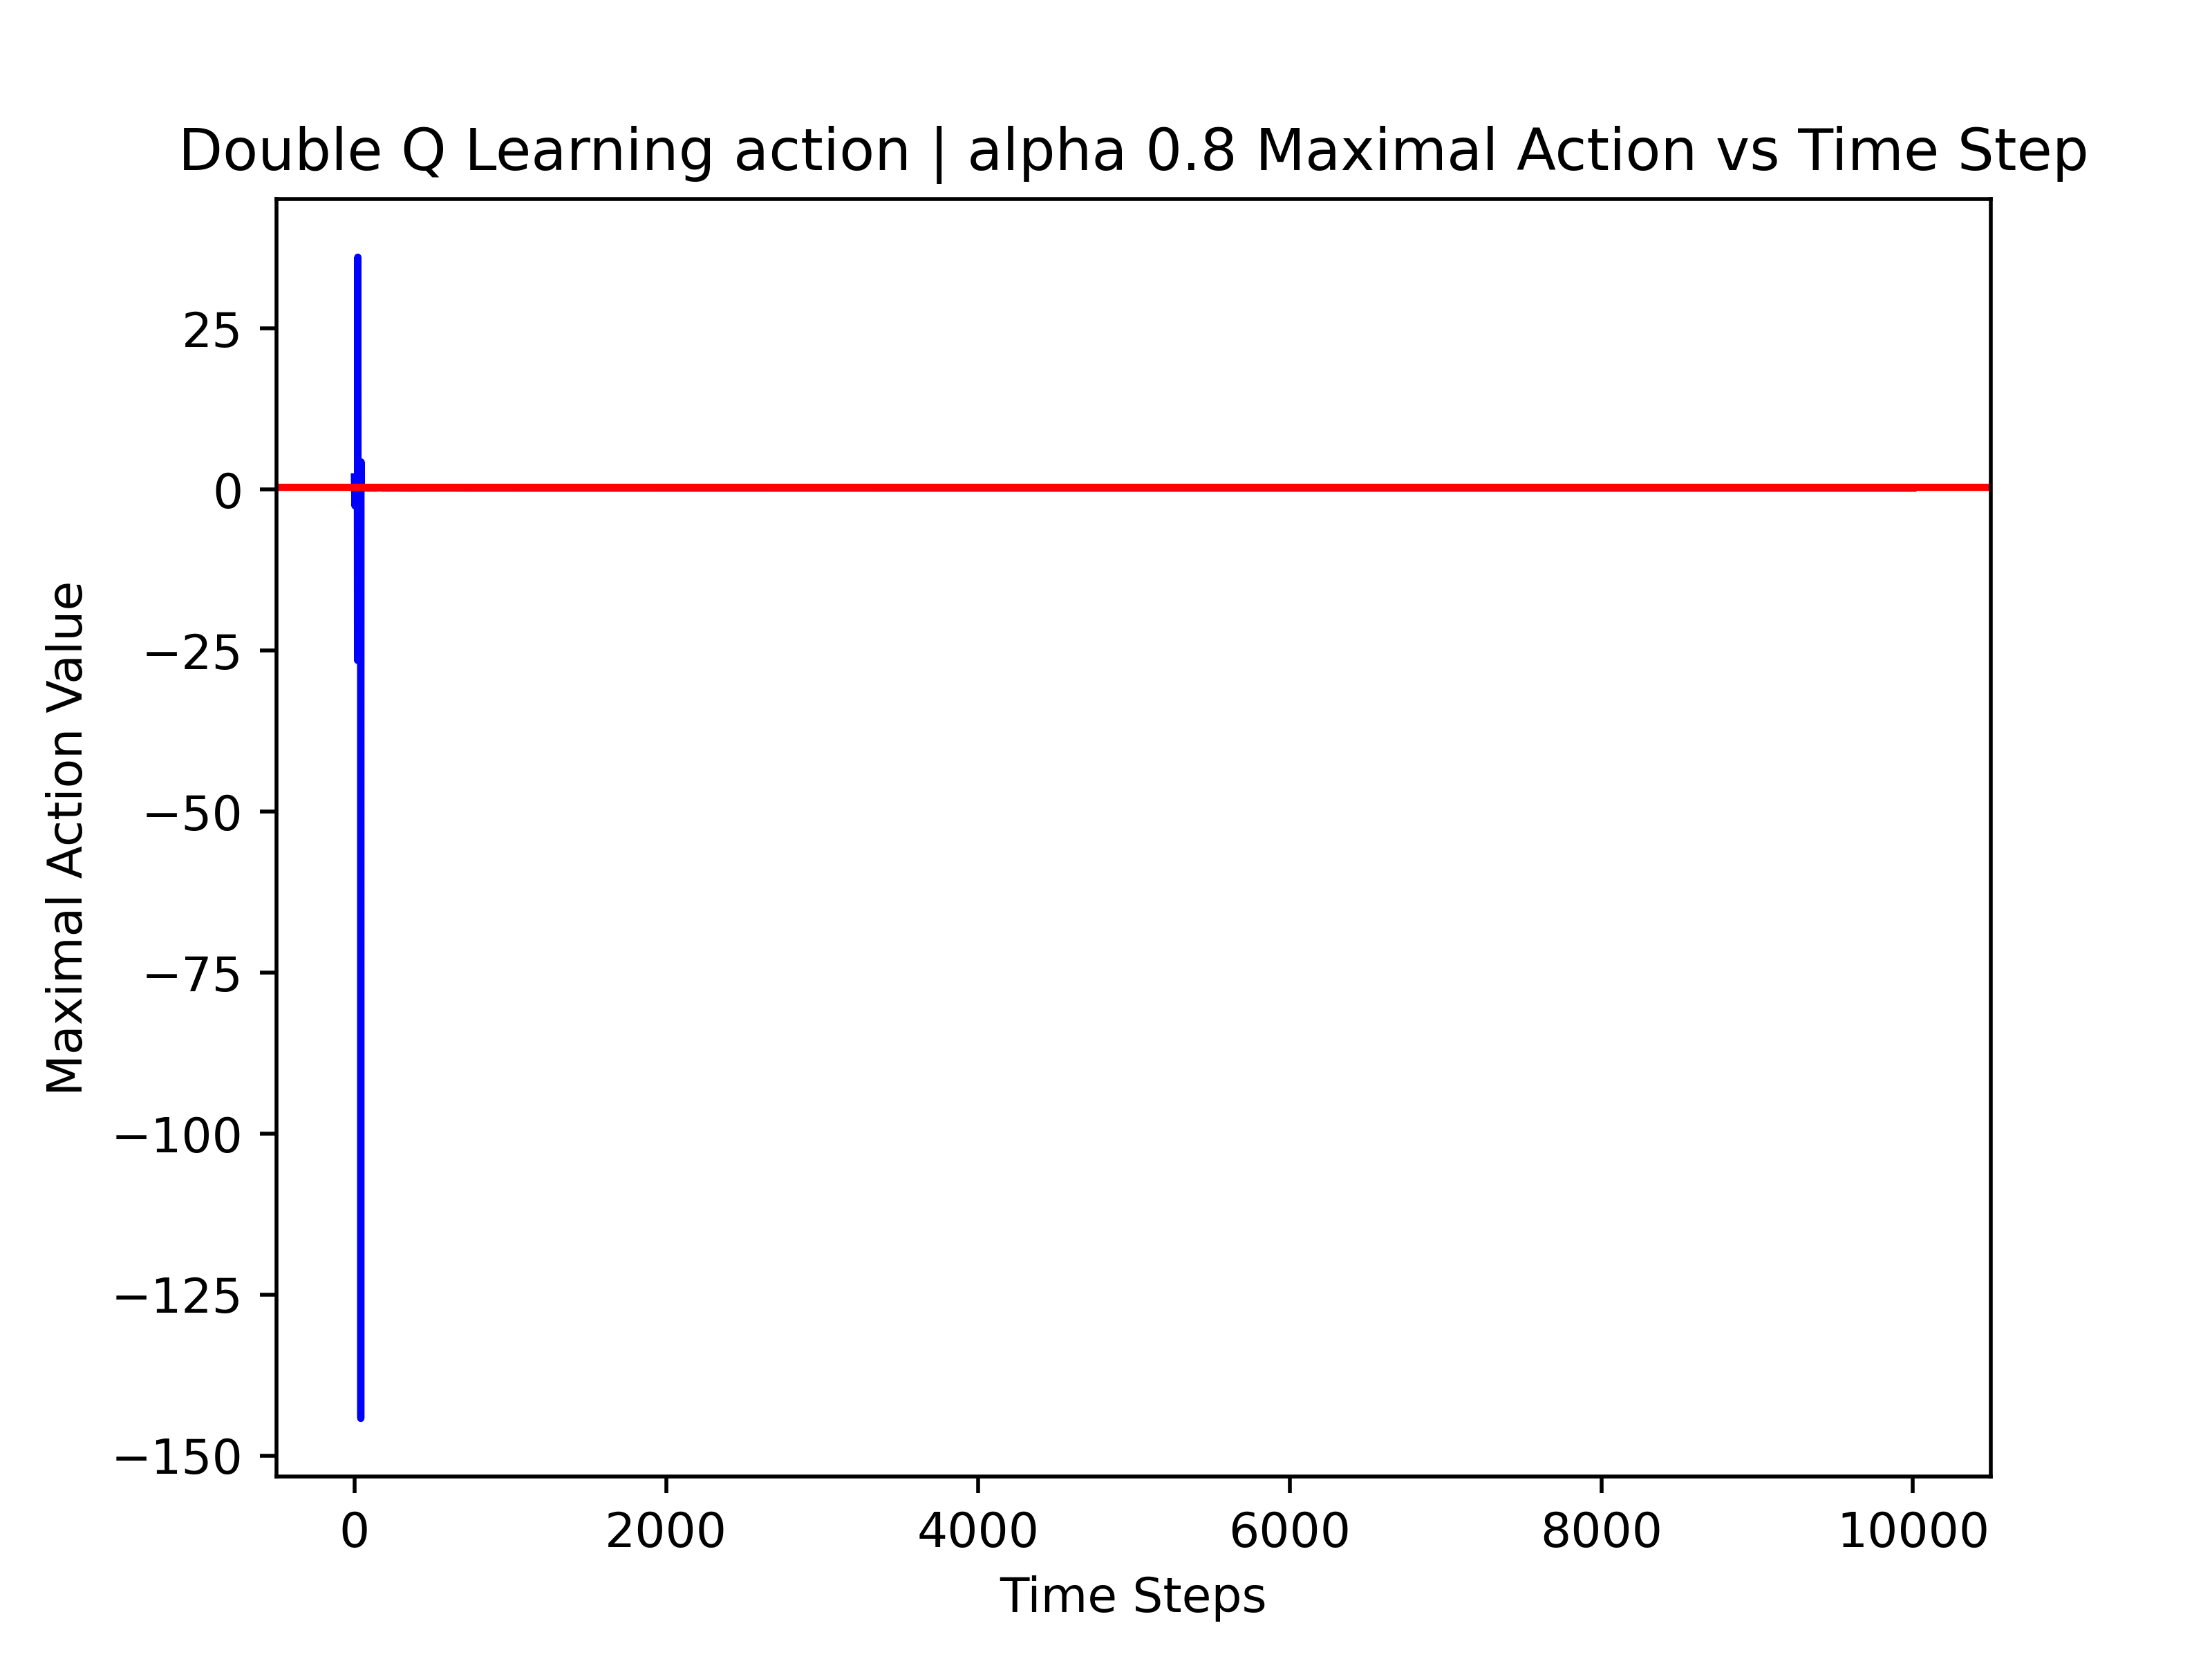 Double Q Learning action | alpha 0.8 Maximal Action vs Time Step
25
0
−25
−50
−75
−100
−125
−150
Maximal Action Value
0 2000 4000 6000 8000 10000
Time Steps